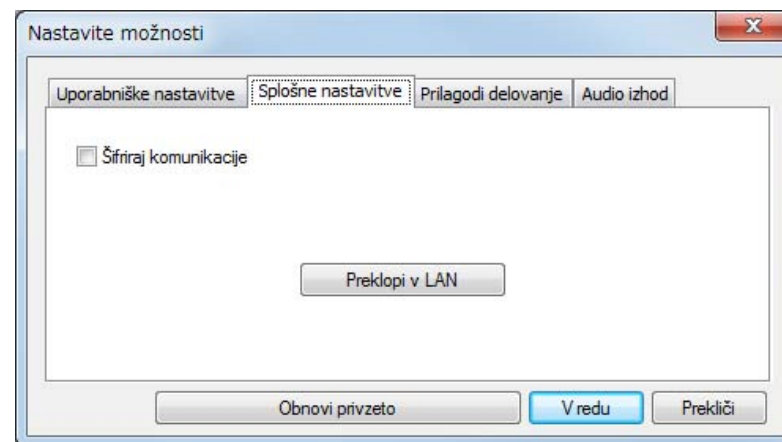 Nastavite možnosti
Uporabniške nastavitve Splošne nastavitve Prilagodi delovanje Audio izhod
Šifriraj komunikacije
Preklopi v LAN
Obnovi privzeto V redu Prekliči